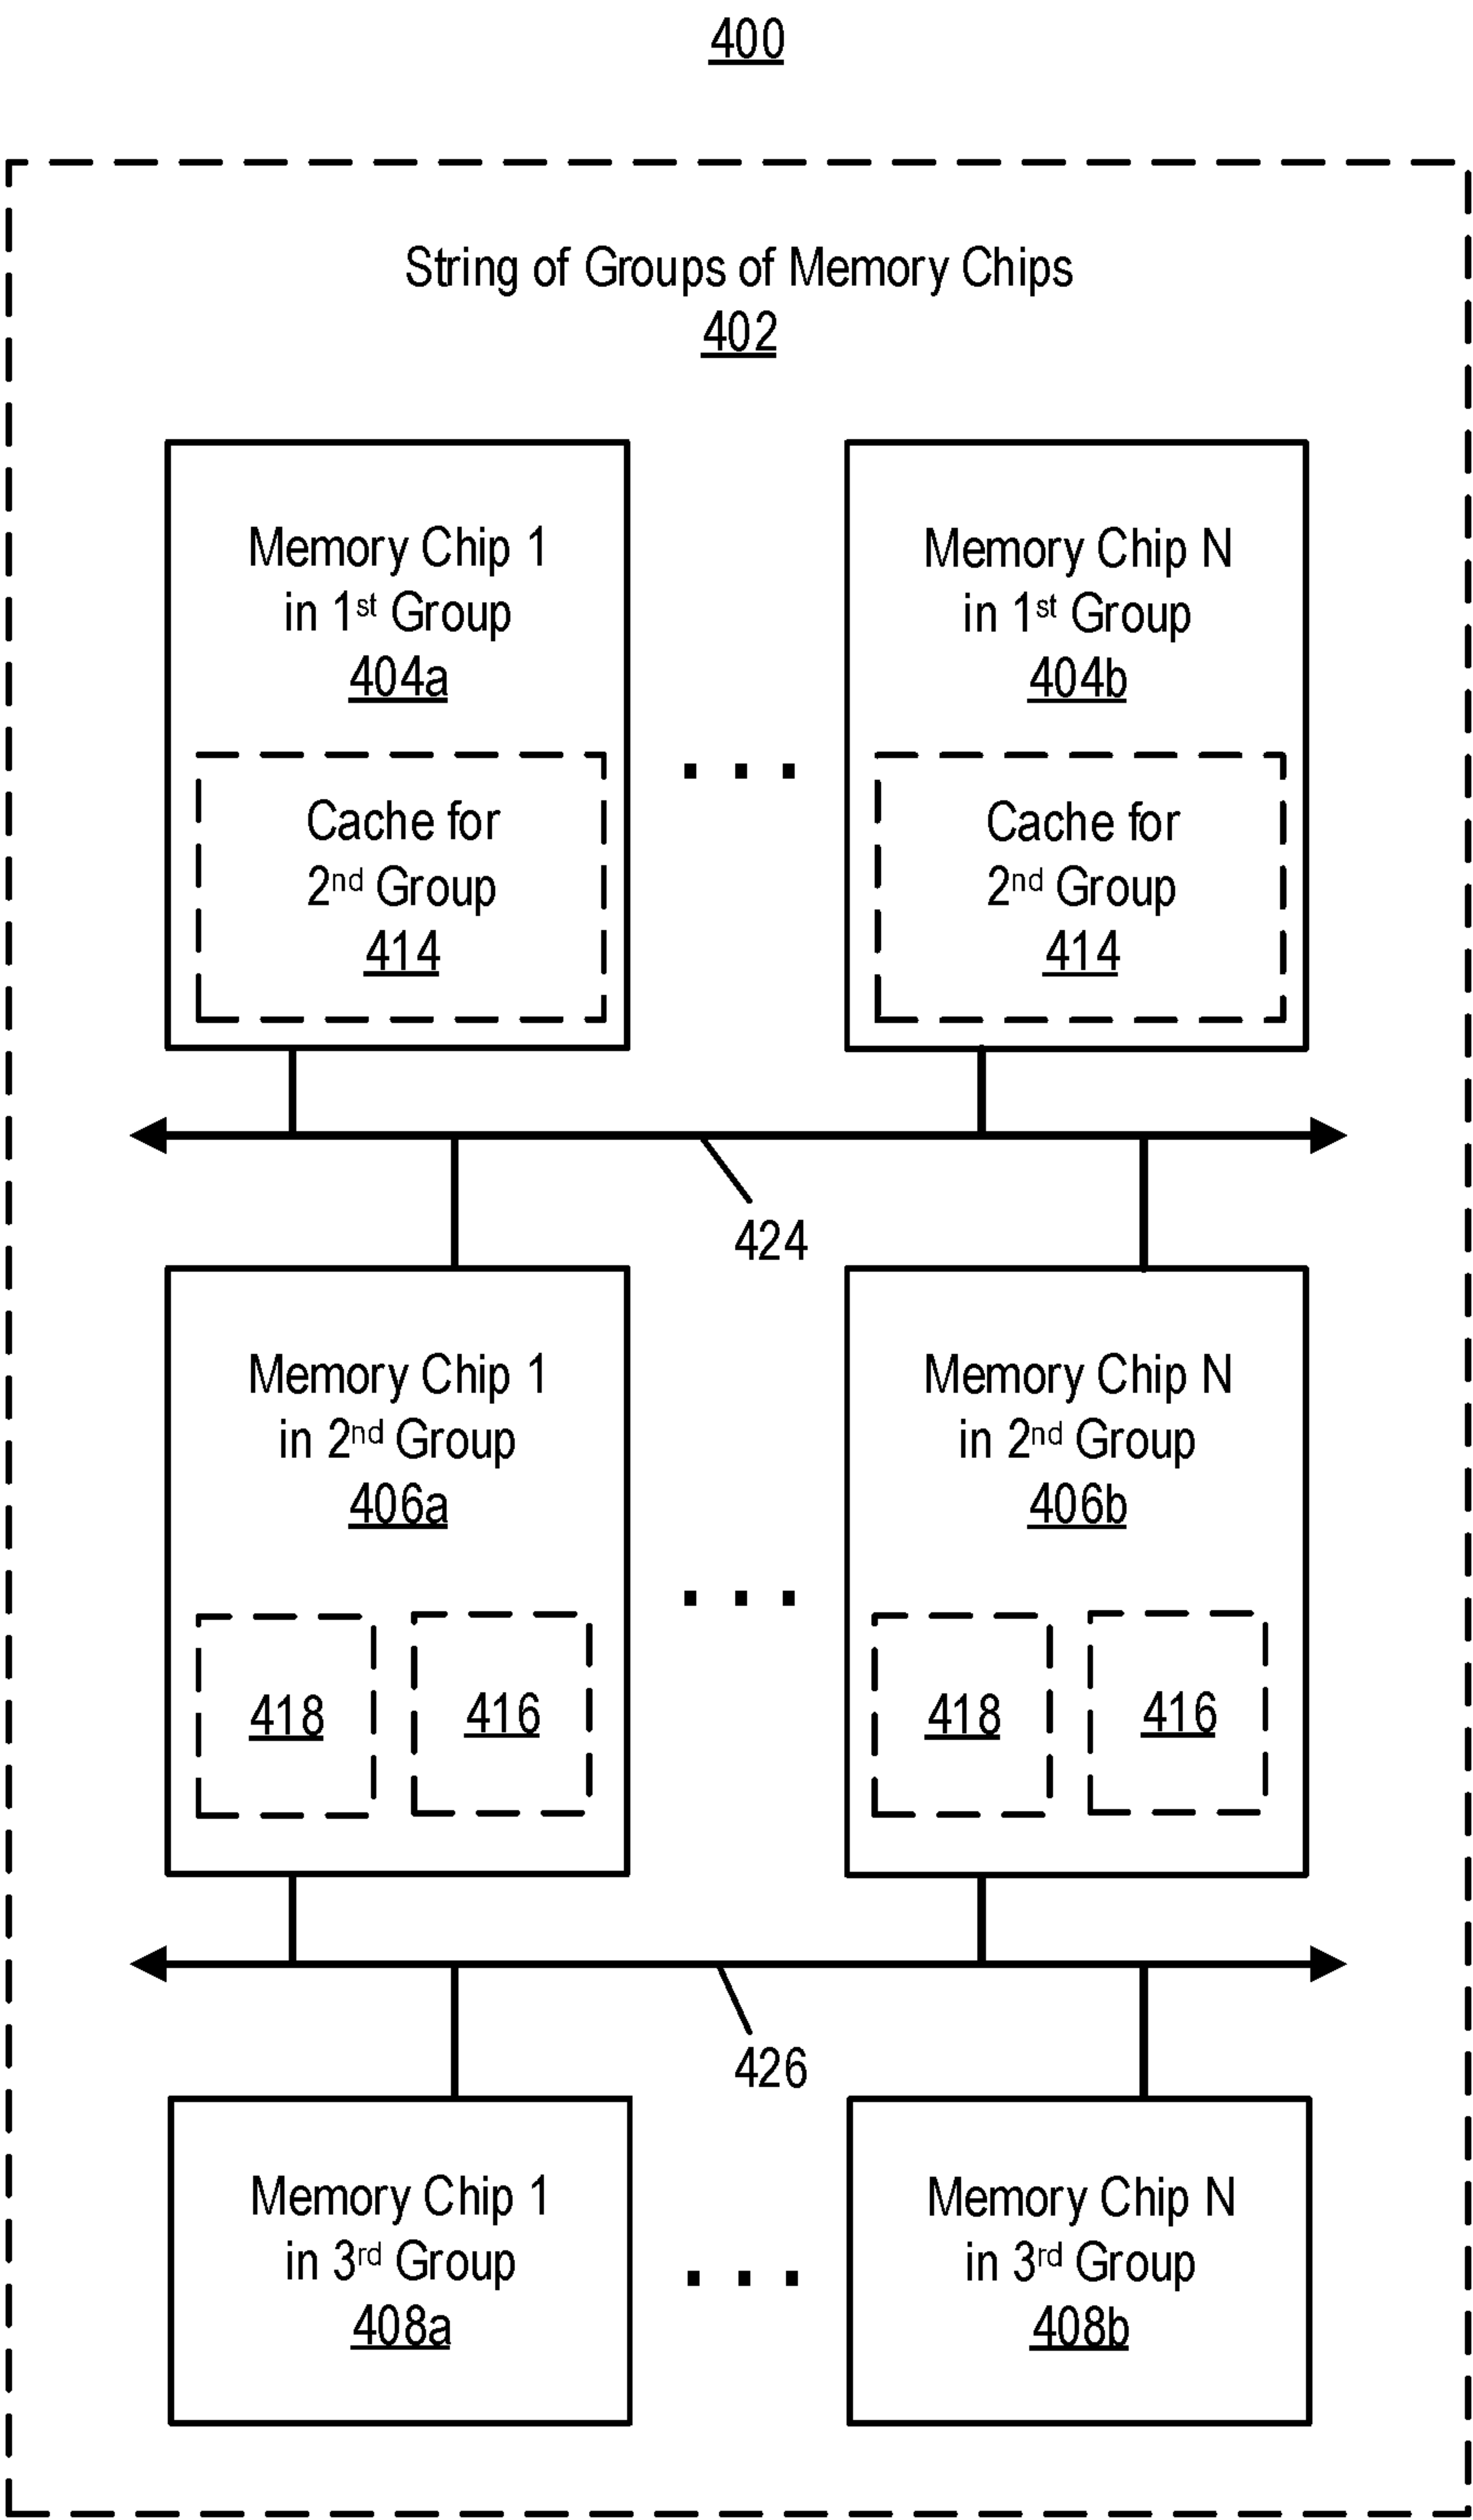 400
String of Groups of Memory Chips
402
Memory Chip 1
in 1st Group
404a
Cache for
2nd Group
414
. . .
Memory Chip N
in 1st Group
404b
Cache for
2nd Group
414
424
Memory Chip 1
in 2nd Group
406a
418 416
. . .
Memory Chip N
in 2nd Group
406b
418 416
426
Memory Chip 1
in 3rd Group
408a
. . .
Memory Chip N
in 3rd Group
408b